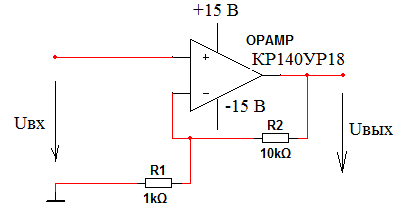 +15 В
OPAMP
КР140УР18
+
−
-15 В
Uвх
Uвых
R2
10kΩ
R1
1kΩ